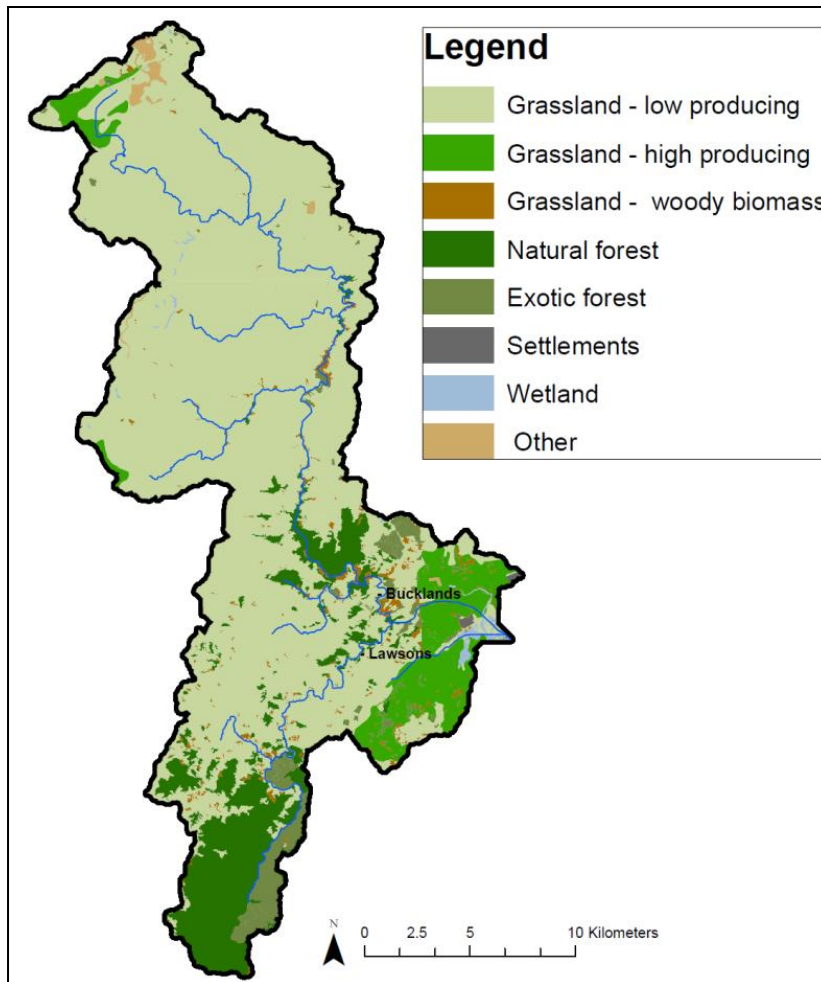 Legend
Grassland - low producing
Grassland - high producing
Grassland - woody biomass
Natural forest
Exotic forest
Settlements
Wetland
Other
Bucklands
Lawsons
N
0 2.5 5 10 Kilometers